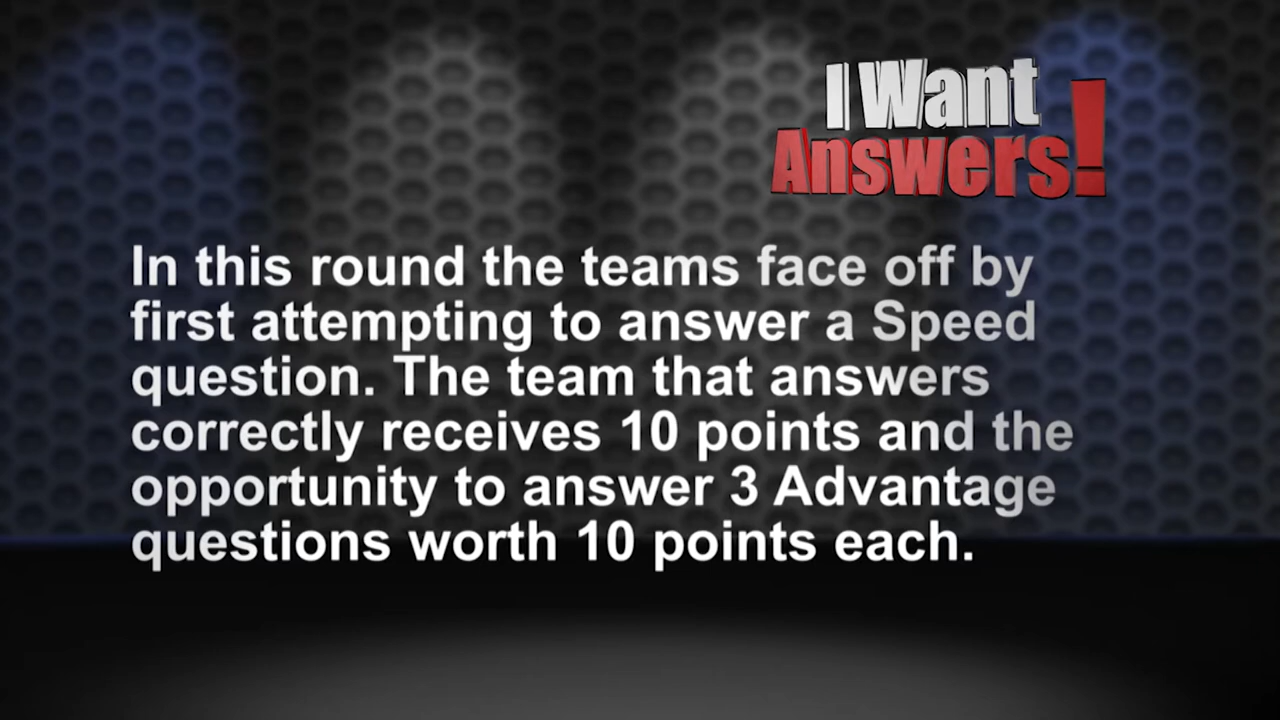 I Want
Answers!
In this round the teams face off by
first attempting to answer a Speed
question. The team that answers
correctly receives 10 points and the
opportunity to answer 3 Advantage
questions worth 10 points each.